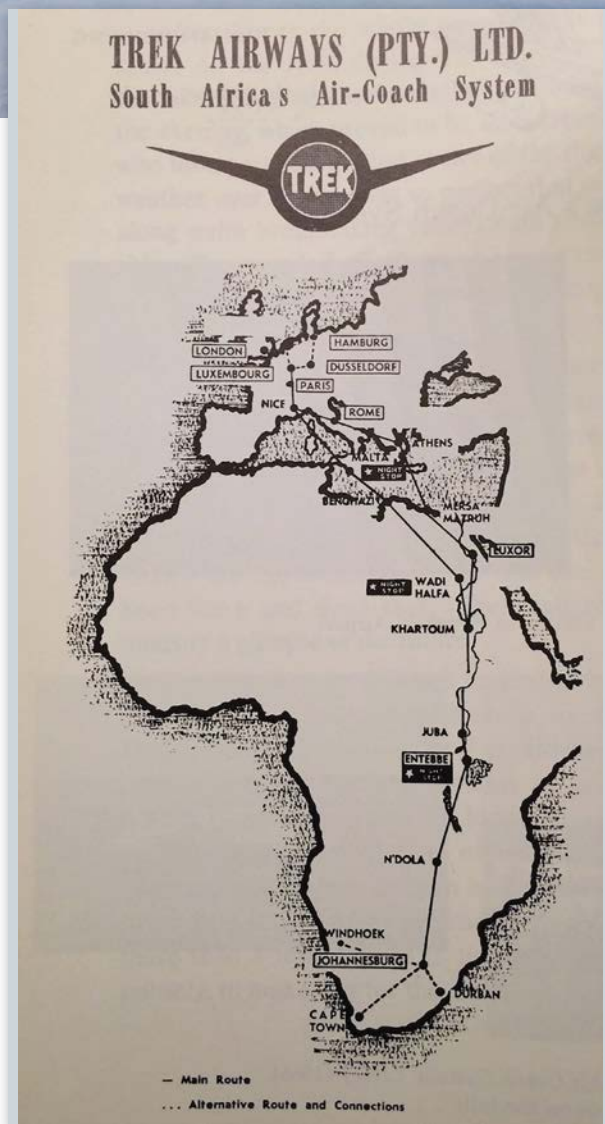 TREK AIRWAYS (PTY.) LTD.
South Africa s Air-Coach System
TREK
HAMBURG
LONDON
DUSSELDORF
LUXEMBOURG
PARIS
NICE
ROME
ATHENS
MALTA
★ NIGHT STOP
BENGHAZI
MERSA
MATRUH
LUXOR
★ NIGHT STOP
WADI
HALFA
KHARTOUM
JUBA
ENTEBBE
★ NIGHT STOP
N'DOLA
WINDHOEK
JOHANNESBURG
DURBAN
CAPE
TOWN
— Main Route
... Alternative Route and Connections